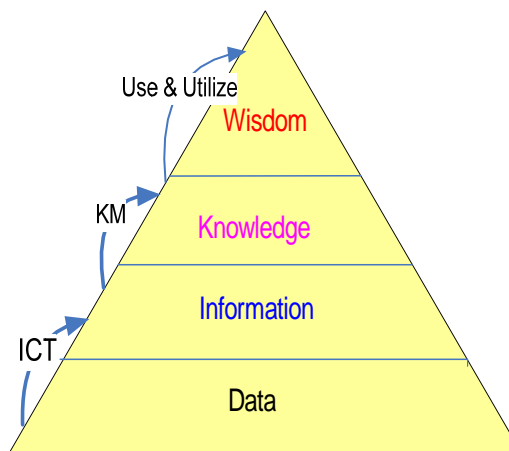 Use & Utilize
Wisdom
KM
Knowledge
Information
ICT
Data